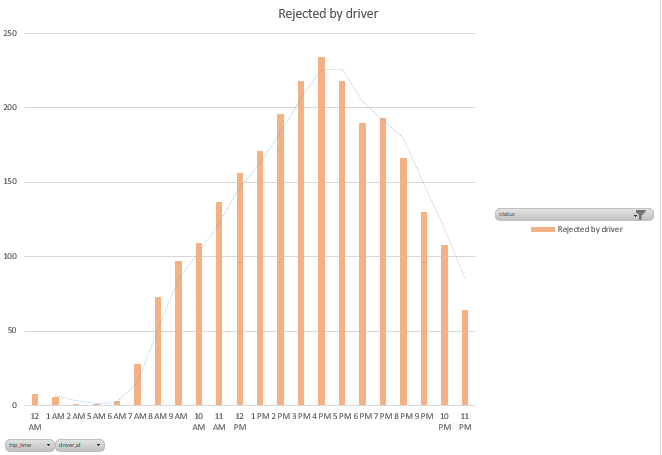 Rejected by driver
250
200
150
100
50
0
12 AM 1 AM 2 AM 5 AM 6 AM 7 AM 8 AM 9 AM 10 AM 11 AM 12 PM 1 PM 2 PM 3 PM 4 PM 5 PM 6 PM 7 PM 8 PM 9 PM 10 PM 11 PM
status
Rejected by driver
trip_time driver_id